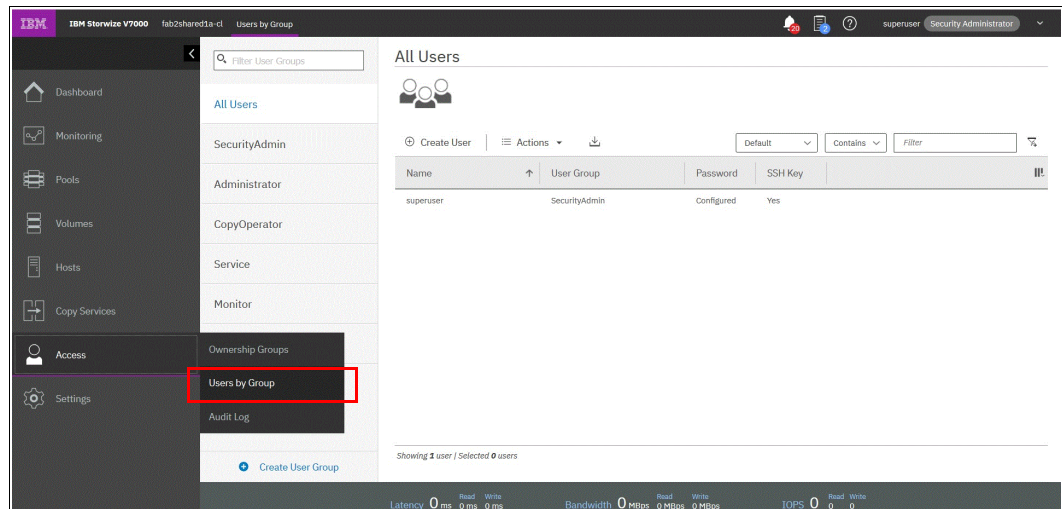 IBM IBM Storwize V7000 fab2shared1a-cl Users by Group 20 2 ? superuser Security Administrator
Dashboard
Monitoring
Pools
Volumes
Hosts
Copy Services
Access
Settings
Filter User Groups
All Users
SecurityAdmin
Administrator
CopyOperator
Service
Monitor
Ownership Groups
Users by Group
Audit Log
Create User Group
All Users
Create User Actions Default Contains Filter
Name User Group Password SSH Key
superuser SecurityAdmin Configured Yes
Showing 1 user / Selected 0 users
Read Write Read Write Read Write
Latency 0 ms 0 ms 0 ms Bandwidth 0 MBps 0 MBps 0 MBps IOPS 0 0 0